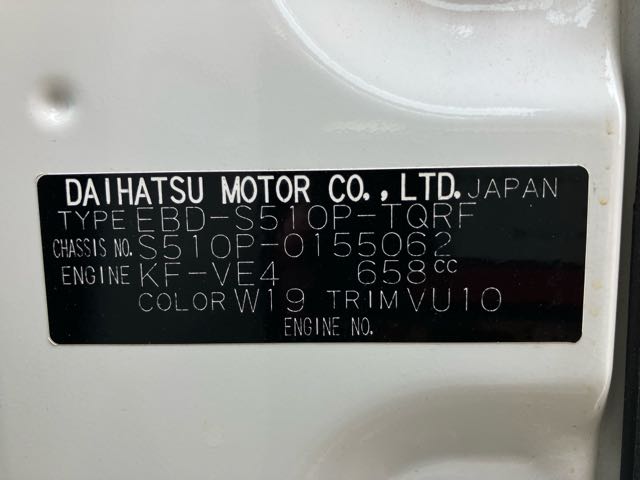 DAIHATSU MOTOR CO., LTD. JAPAN
TYPE EBD-S510P-TQRF
CHASSIS NO. S510P-0155062
ENGINE KF-VE4 658cc
COLOR W19 TRIM VU10
ENGINE NO.